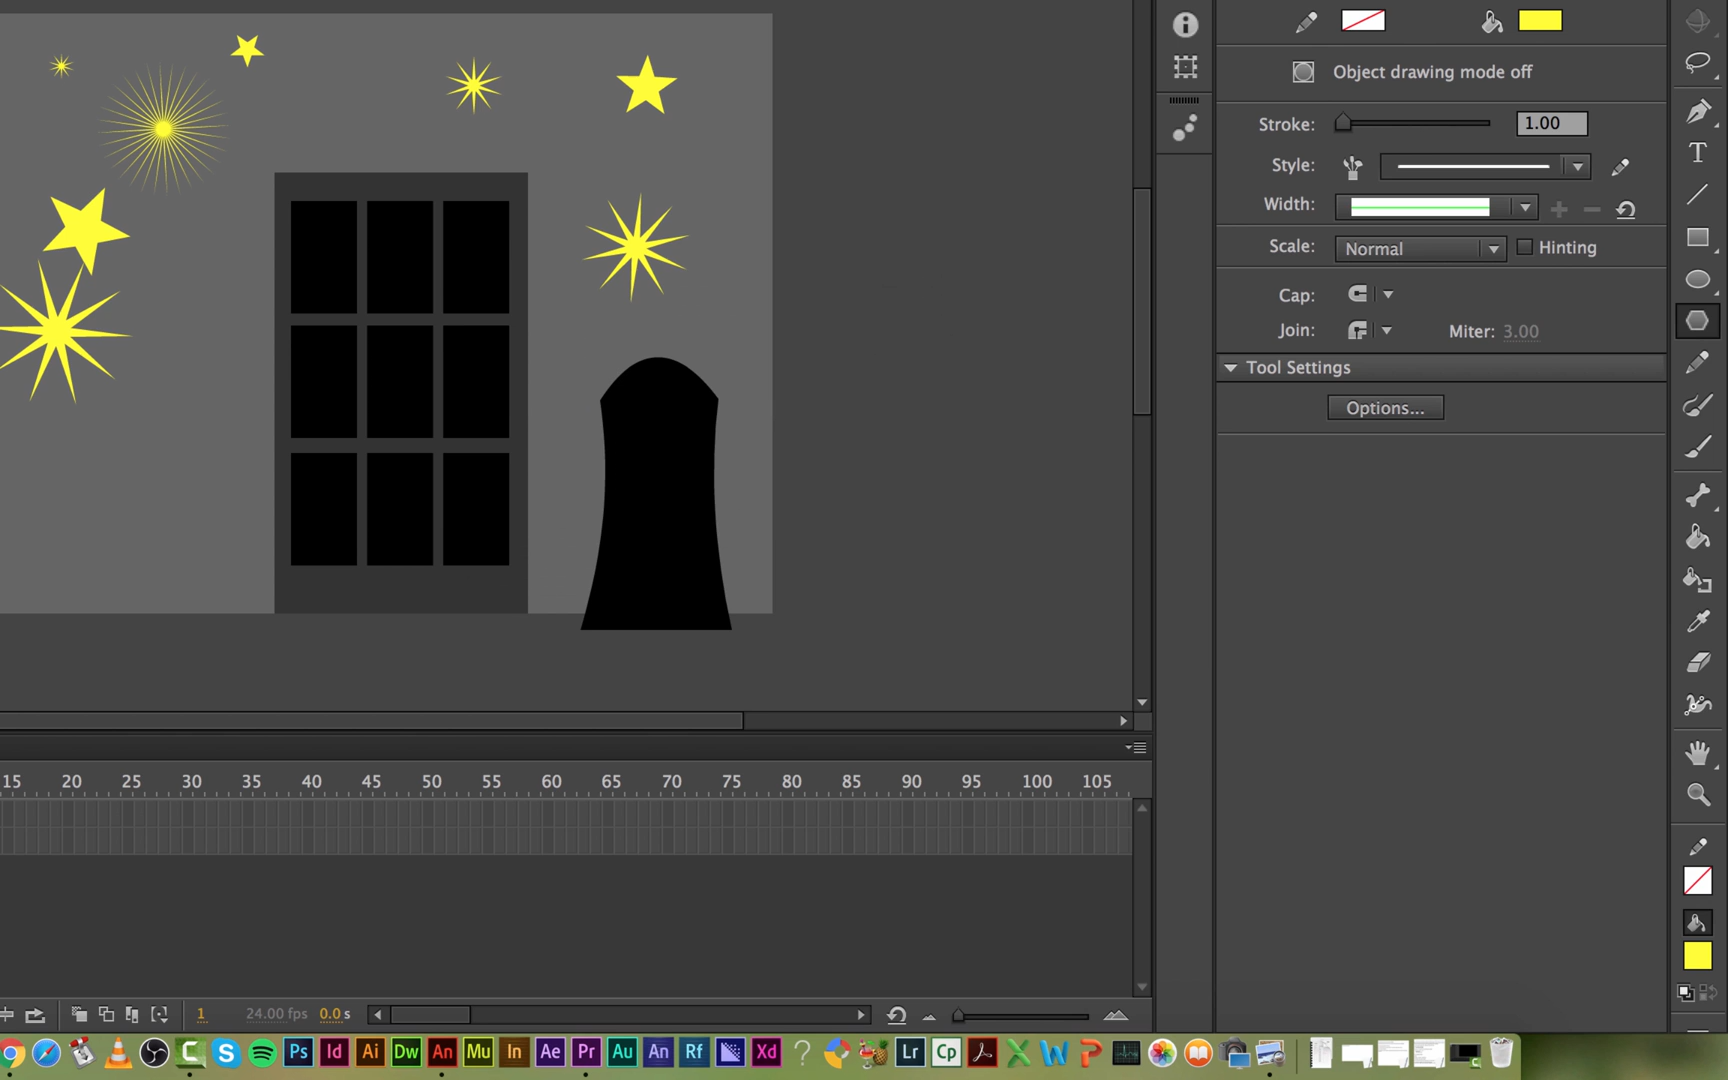 Object drawing mode off
Stroke: 1.00
Style:
Width:
Scale: Normal Hinting
Cap:
Join: Miter: 3.00
Tool Settings
Options...
T
15 20 25 30 35 40 45 50 55 60 65 70 75 80 85 90 95 100 105
1 24.00 fps 0.0 s
Ps Id Ai Dw An Mu In Ae Pr Au An Rf Xd ? Lr Cp X W P